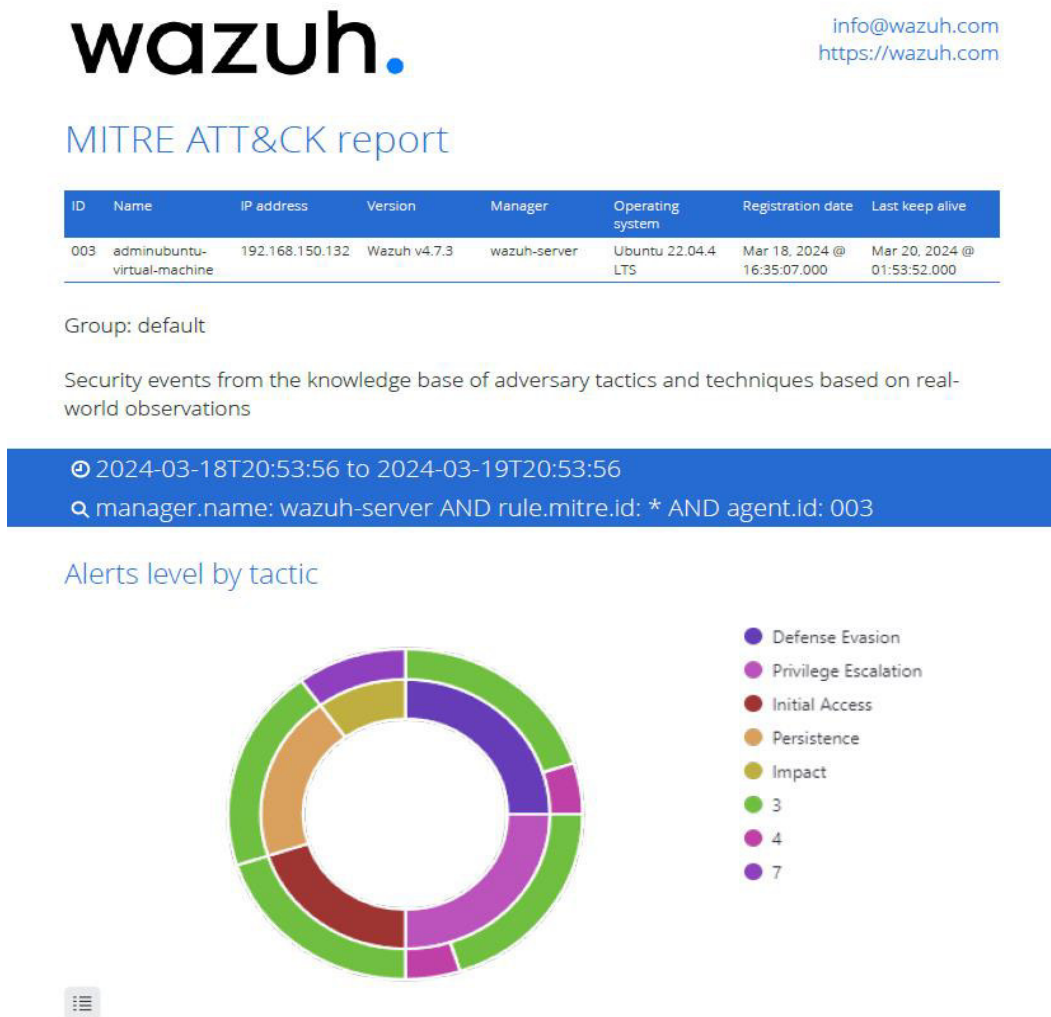 wazuh.
info@wazuh.com
https://wazuh.com
MITRE ATT&CK report
ID Name IP address Version Manager Operating system Registration date Last keep alive
003 adminubuntu-virtual-machine 192.168.150.132 Wazuh v4.7.3 wazuh-server Ubuntu 22.04.4 LTS Mar 18, 2024 @ 16:35:07.000 Mar 20, 2024 @ 01:53:52.000
Group: default
Security events from the knowledge base of adversary tactics and techniques based on real-
world observations
2024-03-18T20:53:56 to 2024-03-19T20:53:56
manager.name: wazuh-server AND rule.mitre.id: * AND agent.id: 003
Alerts level by tactic
Defense Evasion
Privilege Escalation
Initial Access
Persistence
Impact
3
4
7